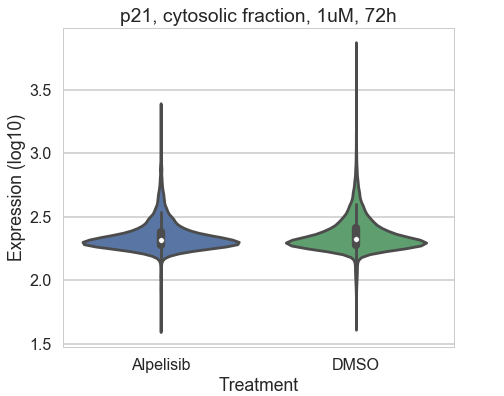 p21, cytosolic fraction, 1uM, 72h
Expression (log10)
3.5
3.0
2.5
2.0
1.5
Alpelisib DMSO
Treatment